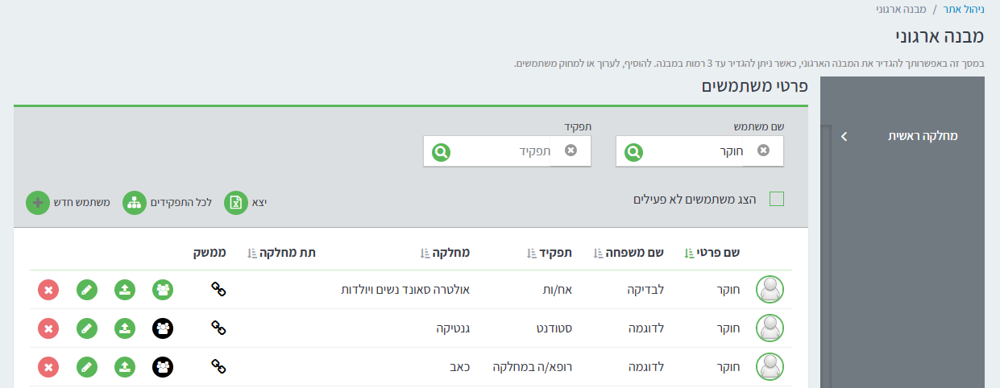 ניהול אתר / מבנה ארגוני
מבנה ארגוני
במסך זה באפשרותך להגדיר את המבנה הארגוני, כאשר ניתן להגדיר עד 3 רמות במבנה. להוסיף, לערוך או למחוק משתמשים.
מחלקה ראשית
פרטי משתמשים
שם משתמש תפקיד
חוקר תפקיד
הצג משתמשים לא פעילים
יצא לכל התפקידים משתמש חדש
שם פרטי שם משפחה תפקיד מחלקה תת מחלקה ממשק
חוקר לבדיקה אח/ות אולטרה סאונד נשים ויולדות
חוקר לדוגמה סטודנט גנטיקה
חוקר לדוגמה רופא/ה במחלקה כאב